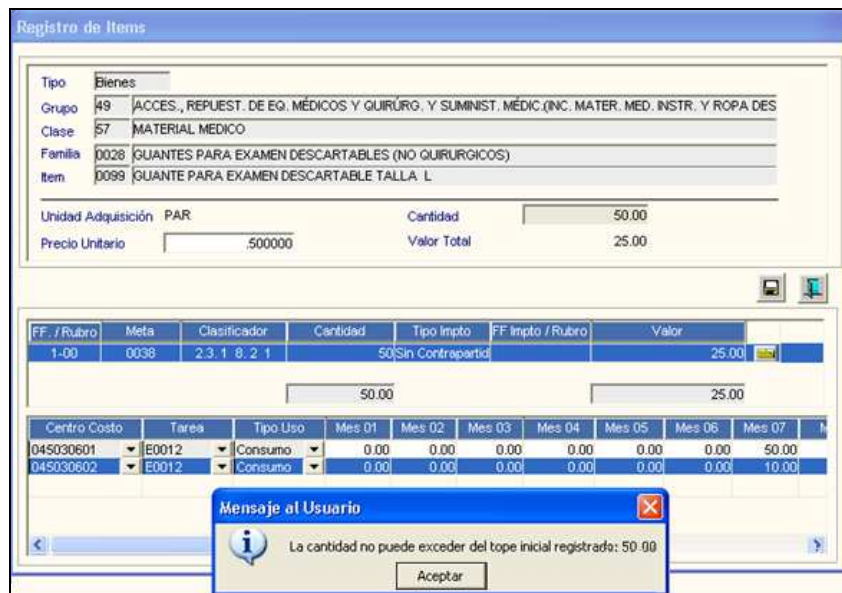 Registro de Items
Tipo Bienes
Grupo 49 ACCES., REPUEST. DE EQ. MÉDICOS Y QUIRÚRG. Y SUMINIST. MÉDIC.(INC. MATER. MED. INSTR. Y ROPA DES
Clase 57 MATERIAL MEDICO
Familia 0028 GUANTES PARA EXAMEN DESCARTABLES (NO QUIRURGICOS)
Item 0099 GUANTE PARA EXAMEN DESCARTABLE TALLA L
Unidad Adquisición PAR Cantidad 50.00
Precio Unitario .500000 Valor Total 25.00
FF. / Rubro Meta Clasificador Cantidad Tipo Impto FF Impto / Rubro Valor
1-00 0038 2.3. 1 8. 2 1 50 Sin Contrapartid 25.00
50.00 25.00
Centro Costo Tarea Tipo Uso Mes 01 Mes 02 Mes 03 Mes 04 Mes 05 Mes 06 Mes 07 M
045030601 E0012 Consumo 0.00 0.00 0.00 0.00 0.00 0.00 50.00
045030602 E0012 Consumo 0.00 0.00 0.00 0.00 0.00 0.00 10.00
Mensaje al Usuario
La cantidad no puede exceder del tope inicial registrado: 50.00
Aceptar